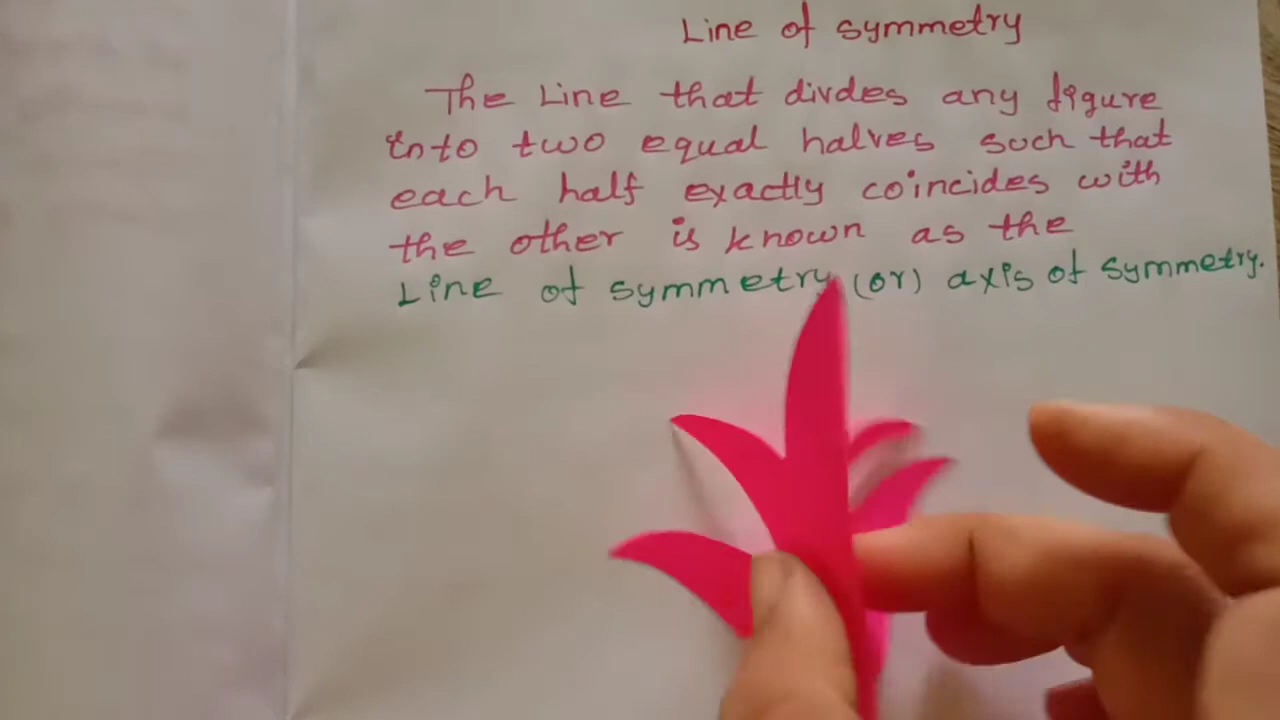 Line of symmetry
The Line that divdes any figure
into two equal halves such that
each half exactly coincides with
the other is known as the
Line of symmetry (or) axis of symmetry.